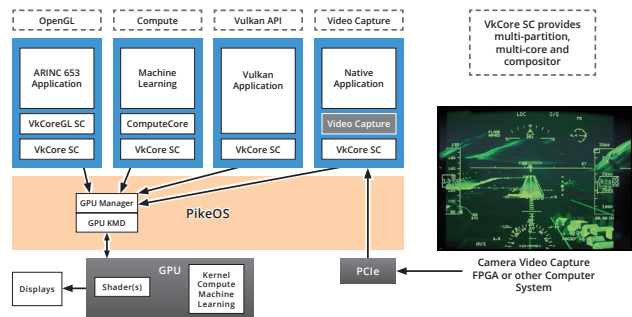 OpenGL
Compute
Vulkan API
Video Capture
VkCore SC provides
multi-partition,
multi-core and
compositor
ARINC 653
Application
VkCoreGL SC
VkCore SC
Machine
Learning
ComputeCore
VkCore SC
Vulkan
Application
VkCore SC
Native
Application
Video Capture
VkCore SC
GPU Manager
GPU KMD
PikeOS
GPU
Shader(s)
Kernel
Compute
Machine
Learning
Displays
PCIe
LOC
G/S
Camera Video Capture
FPGA or other Computer
System